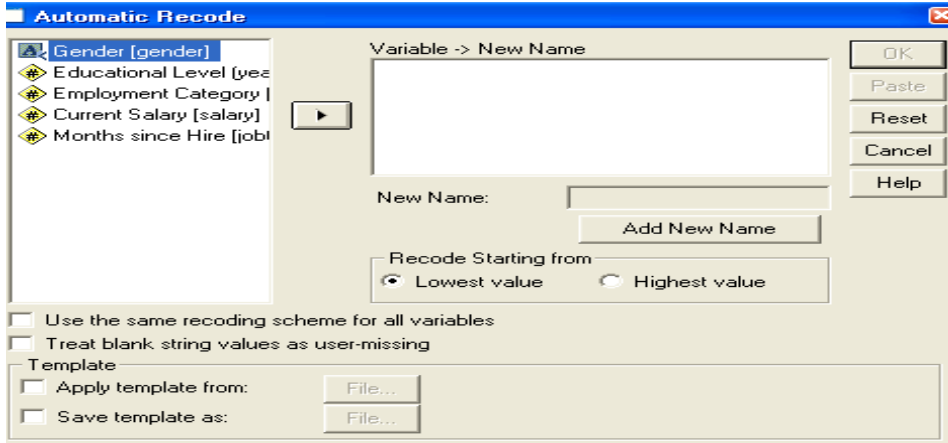 Automatic Recode
Gender [gender]
Educational Level (yea
Employment Category [
Current Salary [salary]
Months since Hire [jobt
Variable -> New Name
New Name:
Add New Name
Recode Starting from
Lowest value
Highest value
OK
Paste
Reset
Cancel
Help
Use the same recoding scheme for all variables
Treat blank string values as user-missing
Template
Apply template from:
File...
Save template as:
File...